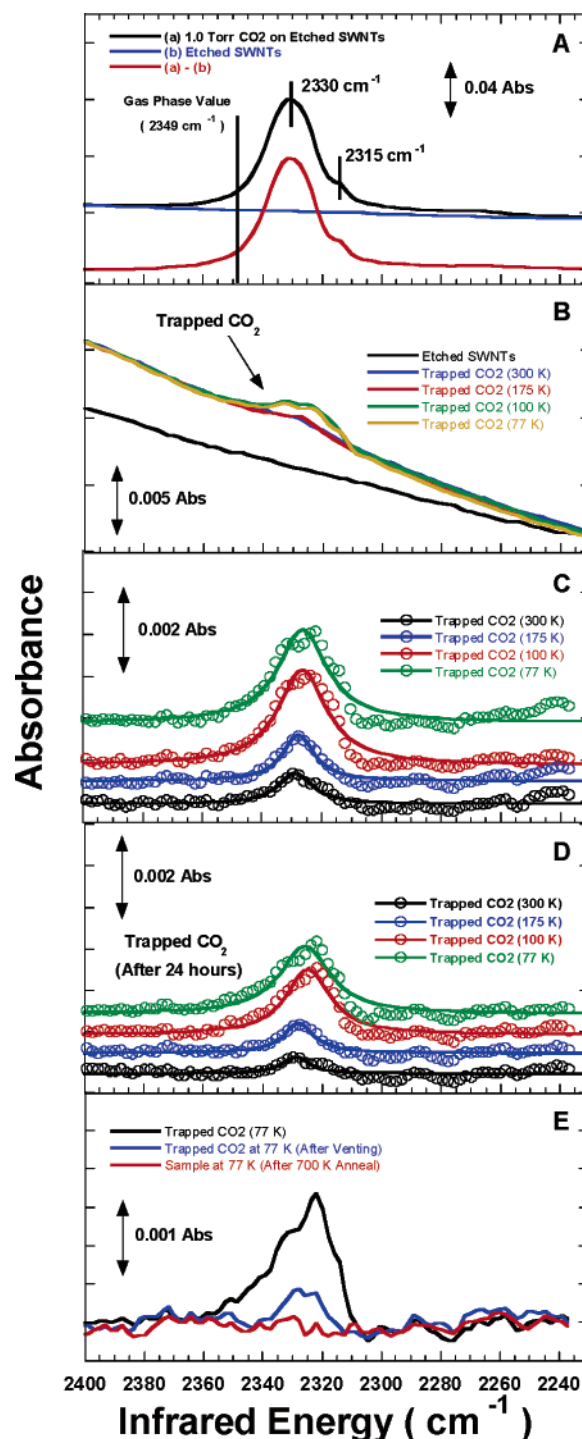 A
(a) 1.0 Torr CO2 on Etched SWNTs
(b) Etched SWNTs
(a) - (b)
Gas Phase Value
( 2349 cm-1 )
2330 cm-1
2315 cm-1
0.04 Abs
B
Trapped CO2
Etched SWNTs
Trapped CO2 (300 K)
Trapped CO2 (175 K)
Trapped CO2 (100 K)
Trapped CO2 (77 K)
0.005 Abs
C
0.002 Abs
Trapped CO2 (300 K)
Trapped CO2 (175 K)
Trapped CO2 (100 K)
Trapped CO2 (77 K)
D
0.002 Abs
Trapped CO2
(After 24 hours)
Trapped CO2 (300 K)
Trapped CO2 (175 K)
Trapped CO2 (100 K)
Trapped CO2 (77 K)
E
Trapped CO2 (77 K)
Trapped CO2 at 77 K (After Venting)
Sample at 77 K (After 700 K Anneal)
0.001 Abs
Absorbance
2400 2380 2360 2340 2320 2300 2280 2260 2240
Infrared Energy ( cm-1 )